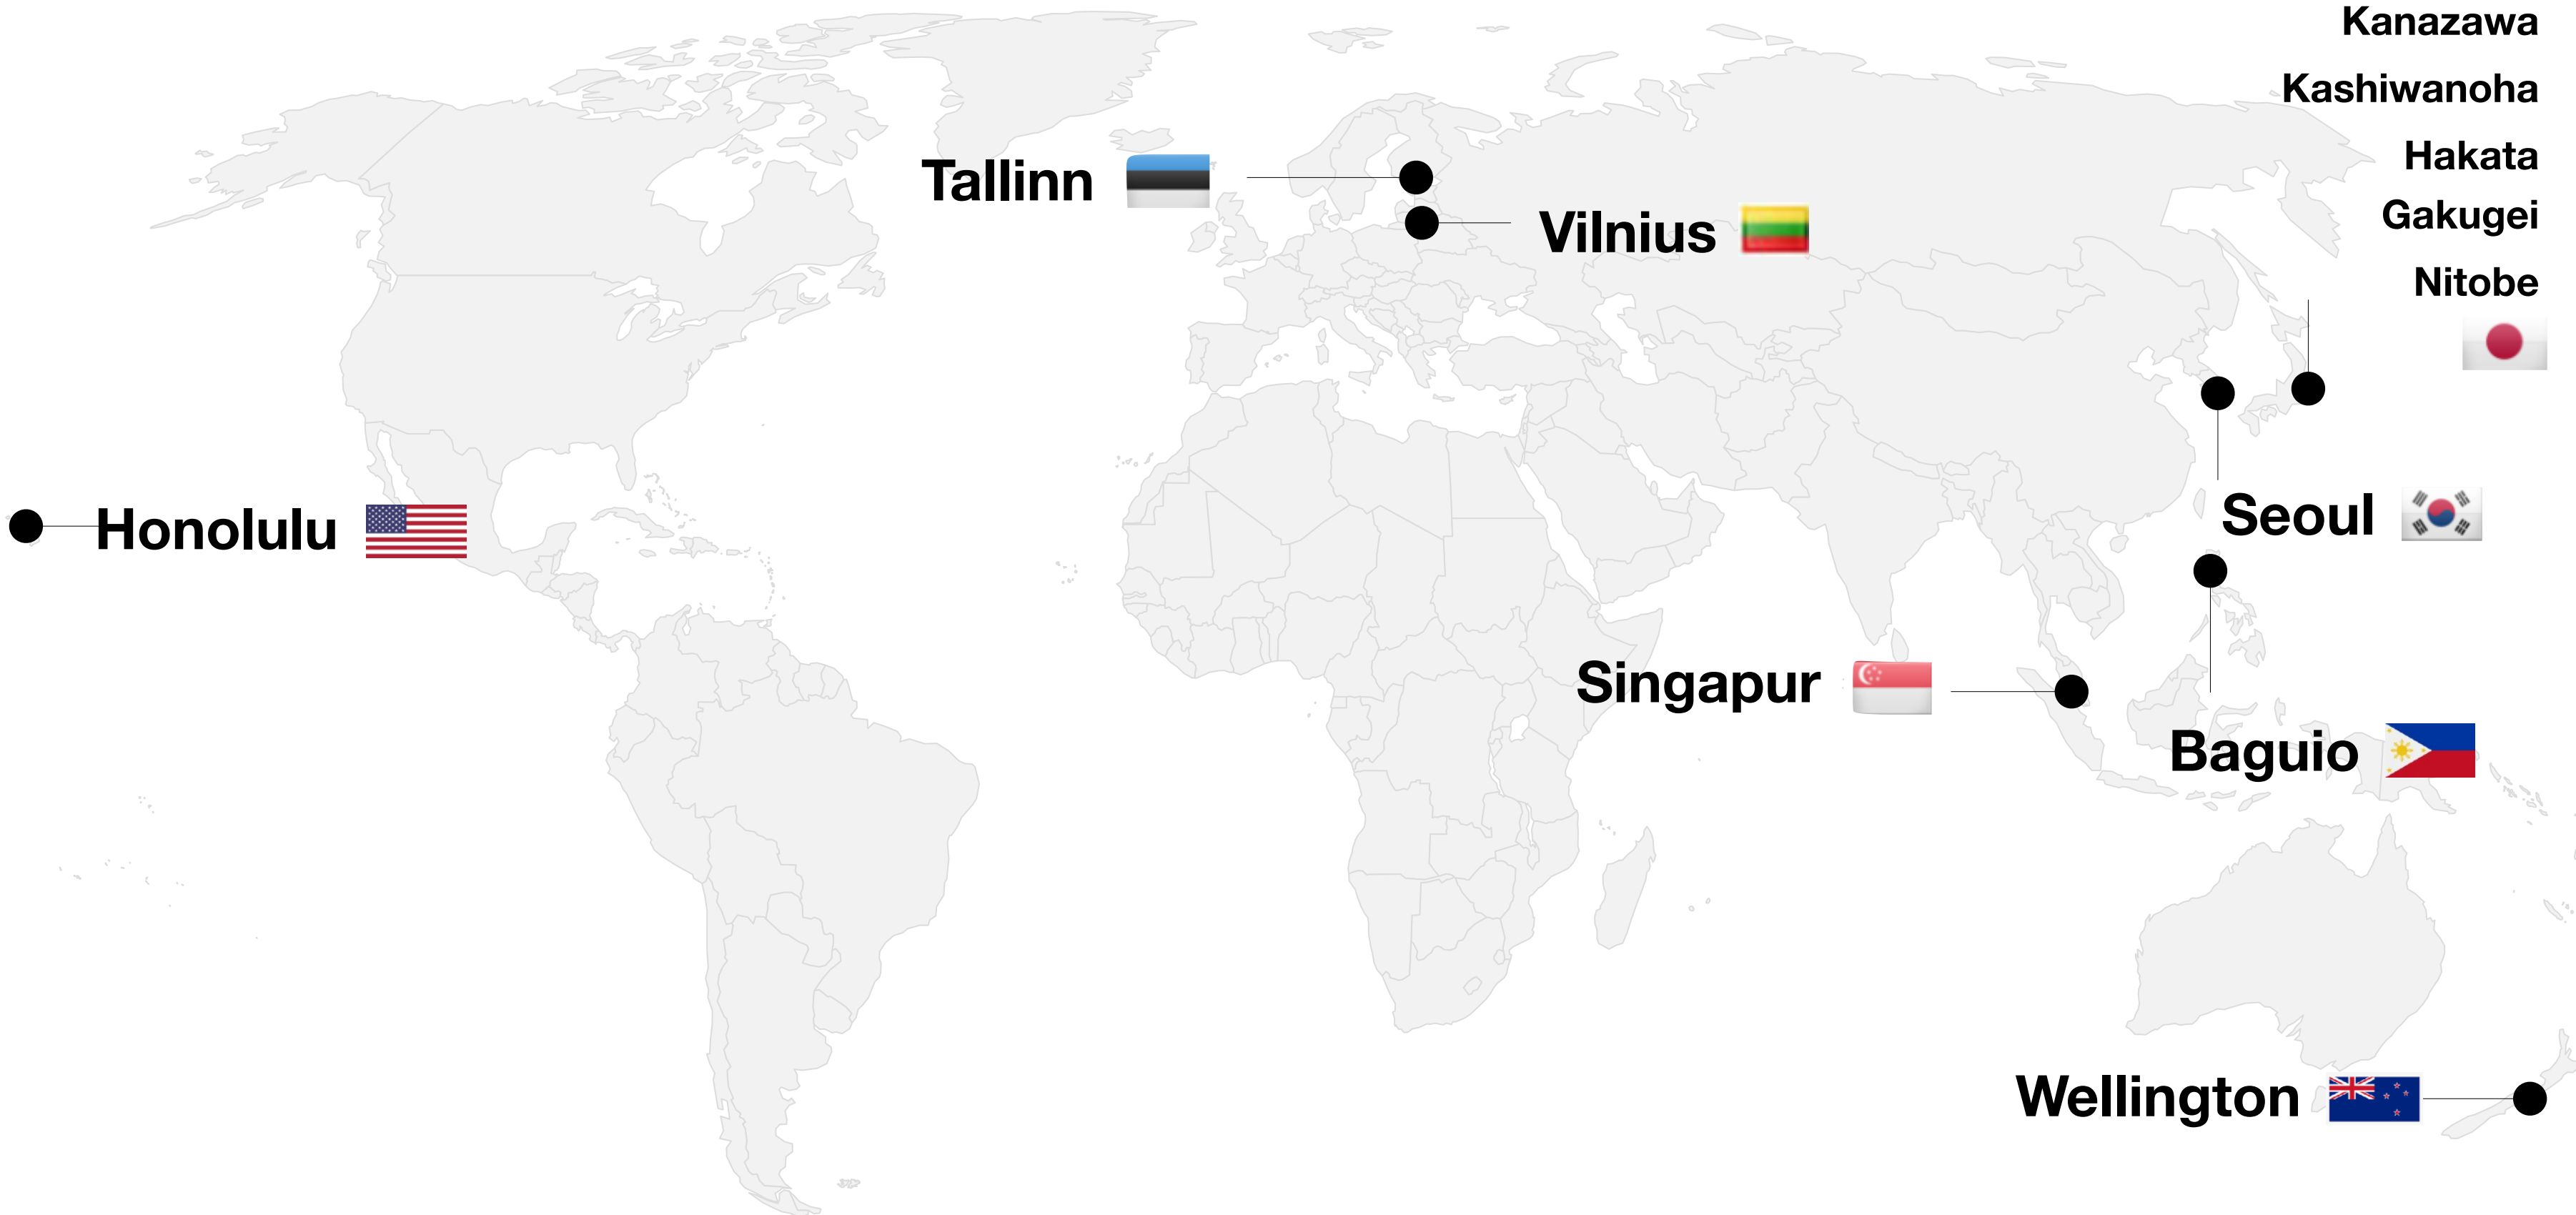 Kanazawa
Kashiwanoha
Hakata
Gakugei
Nitobe
Tallinn
Vilnius
Honolulu
Seoul
Singapur
Baguio
Wellington